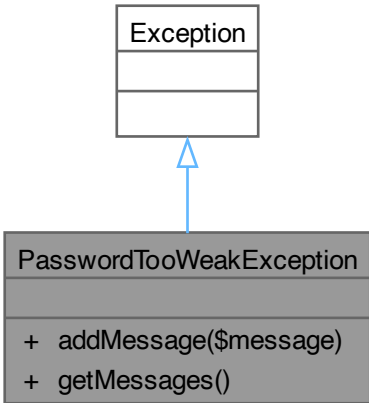 Exception
PasswordTooWeakException
+ addMessage($message)
+ getMessages()